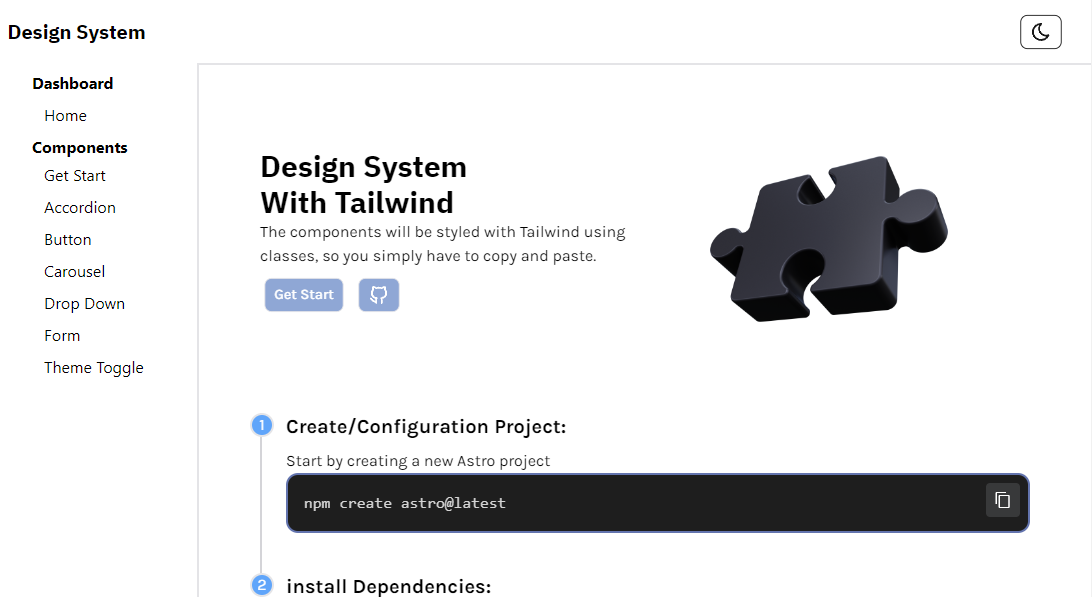 Design System
Dashboard
Home
Components
Get Start
Accordion
Button
Carousel
Drop Down
Form
Theme Toggle
Design System
With Tailwind
The components will be styled with Tailwind using
classes, so you simply have to copy and paste.
Get Start
1
Create/Configuration Project:
Start by creating a new Astro project
npm create astro@latest
2
install Dependencies: